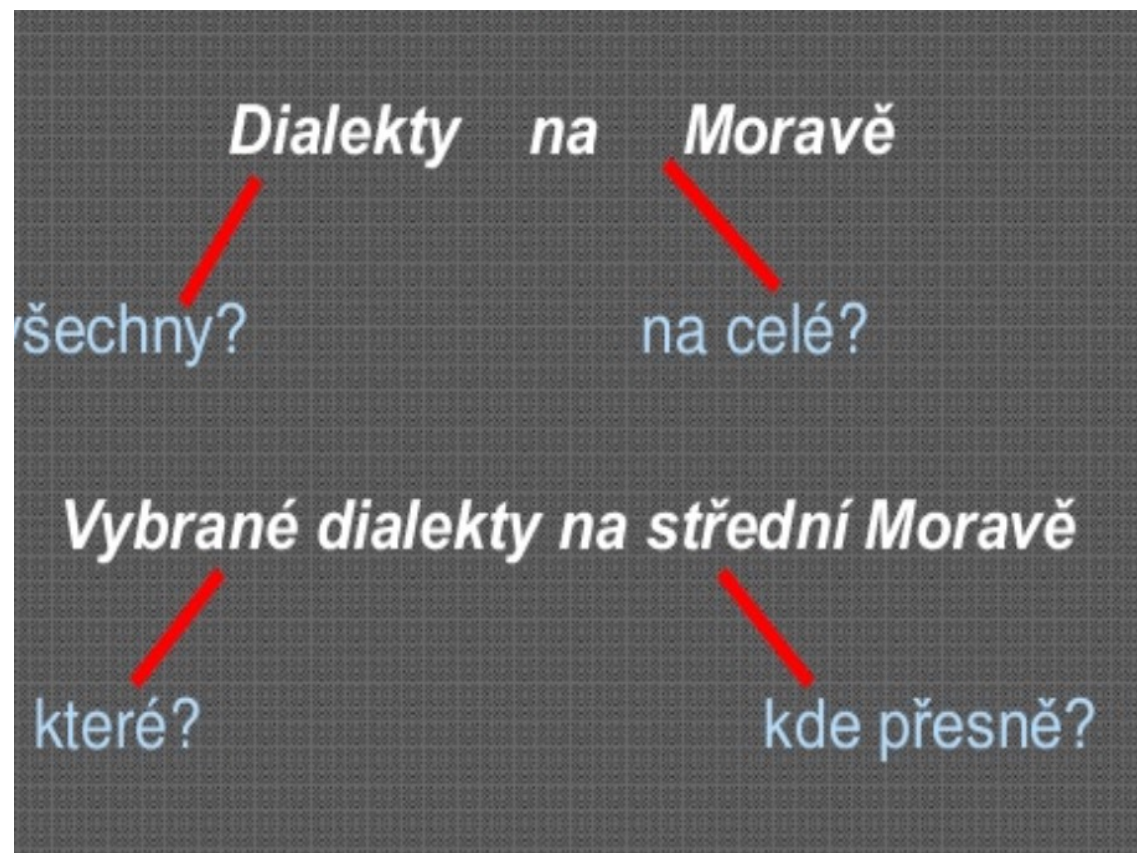 Dialekty na Moravě
všechny? na celé?
Vybrané dialekty na střední Moravě
které? kde přesně?